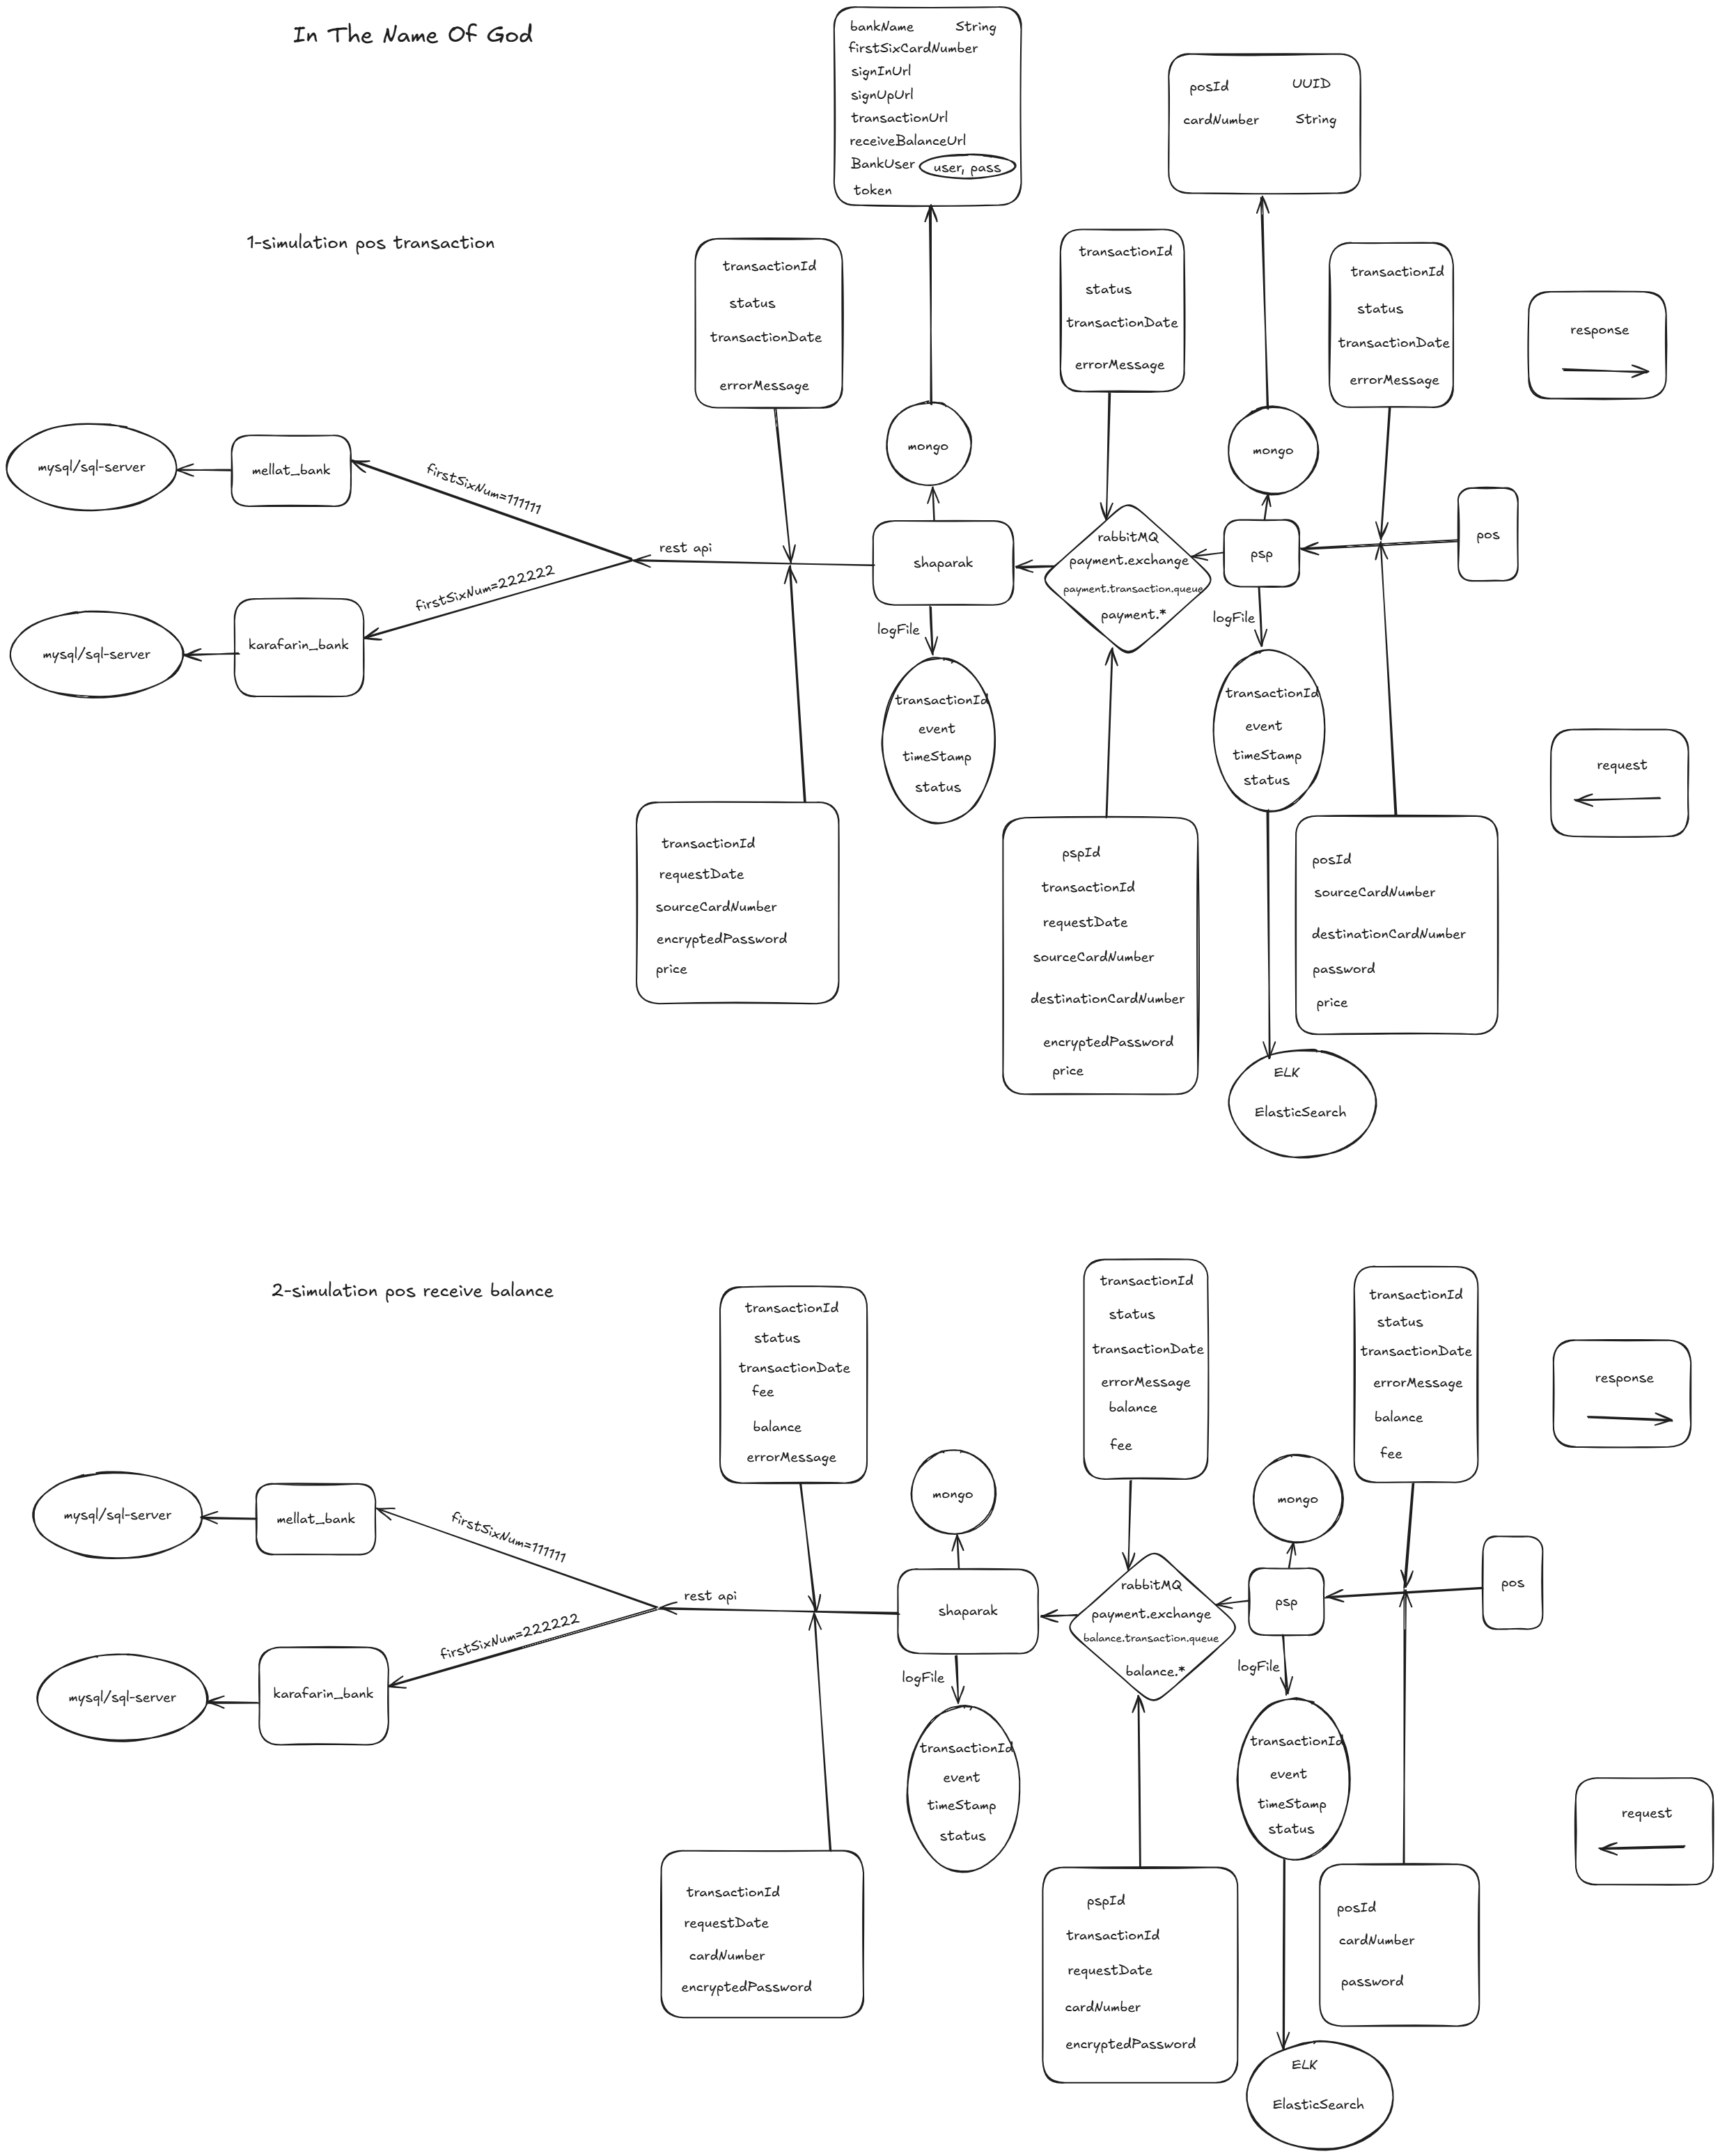 In The Name Of God
bankName String
firstSixCardNumber
signInUrl
signUpUrl
transactionUrl
receiveBalanceUrl
BankUser user, pass
token
posId UUID
cardNumber String
1-simulation pos transaction
transactionId
status
transactionDate
errorMessage
transactionId
status
transactionDate
errorMessage
transactionId
status
transactionDate
errorMessage
response
mysql/sql-server
mellat_bank
firstSixNum=111111
mongo
mongo
rest api
shaparak
rabbitMQ
payment.exchange
payment.transaction.queue
payment.*
psp
pos
mysql/sql-server
karafarin_bank
firstSixNum=222222
logFile
transactionId
event
timeStamp
status
logFile
transactionId
event
timeStamp
status
request
transactionId
requestDate
sourceCardNumber
encryptedPassword
price
pspId
transactionId
requestDate
sourceCardNumber
destinationCardNumber
encryptedPassword
price
posId
sourceCardNumber
destinationCardNumber
password
price
ELK
ElasticSearch
2-simulation pos receive balance
transactionId
status
transactionDate
fee
balance
errorMessage
transactionId
status
transactionDate
errorMessage
balance
fee
transactionId
status
transactionDate
errorMessage
balance
fee
response
mysql/sql-server
mellat_bank
firstSixNum=111111
mongo
mongo
rest api
shaparak
rabbitMQ
payment.exchange
balance.transaction.queue
balance.*
psp
pos
mysql/sql-server
karafarin_bank
firstSixNum=222222
logFile
transactionId
event
timeStamp
status
logFile
transactionId
event
timeStamp
status
request
transactionId
requestDate
cardNumber
encryptedPassword
pspId
transactionId
requestDate
cardNumber
encryptedPassword
posId
cardNumber
password
ELK
ElasticSearch